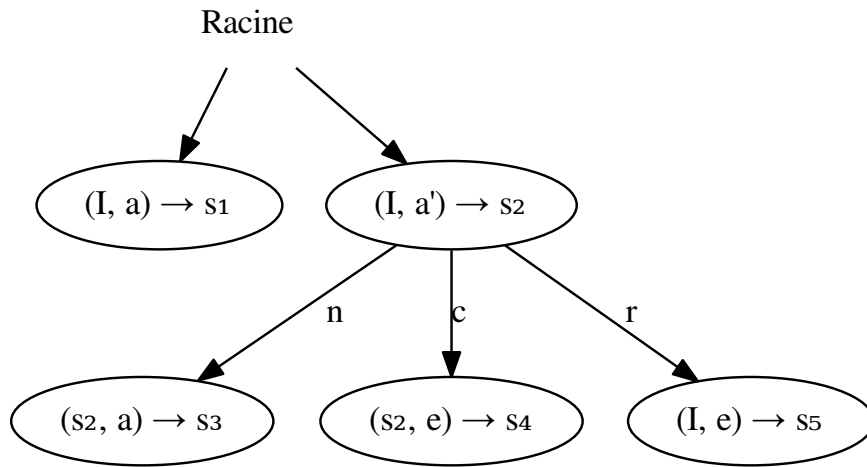 Racine
(I, a) → s₁
(I, a') → s₂
n
c
r
(s₂, a) → s₃
(s₂, e) → s₄
(I, e) → s₅